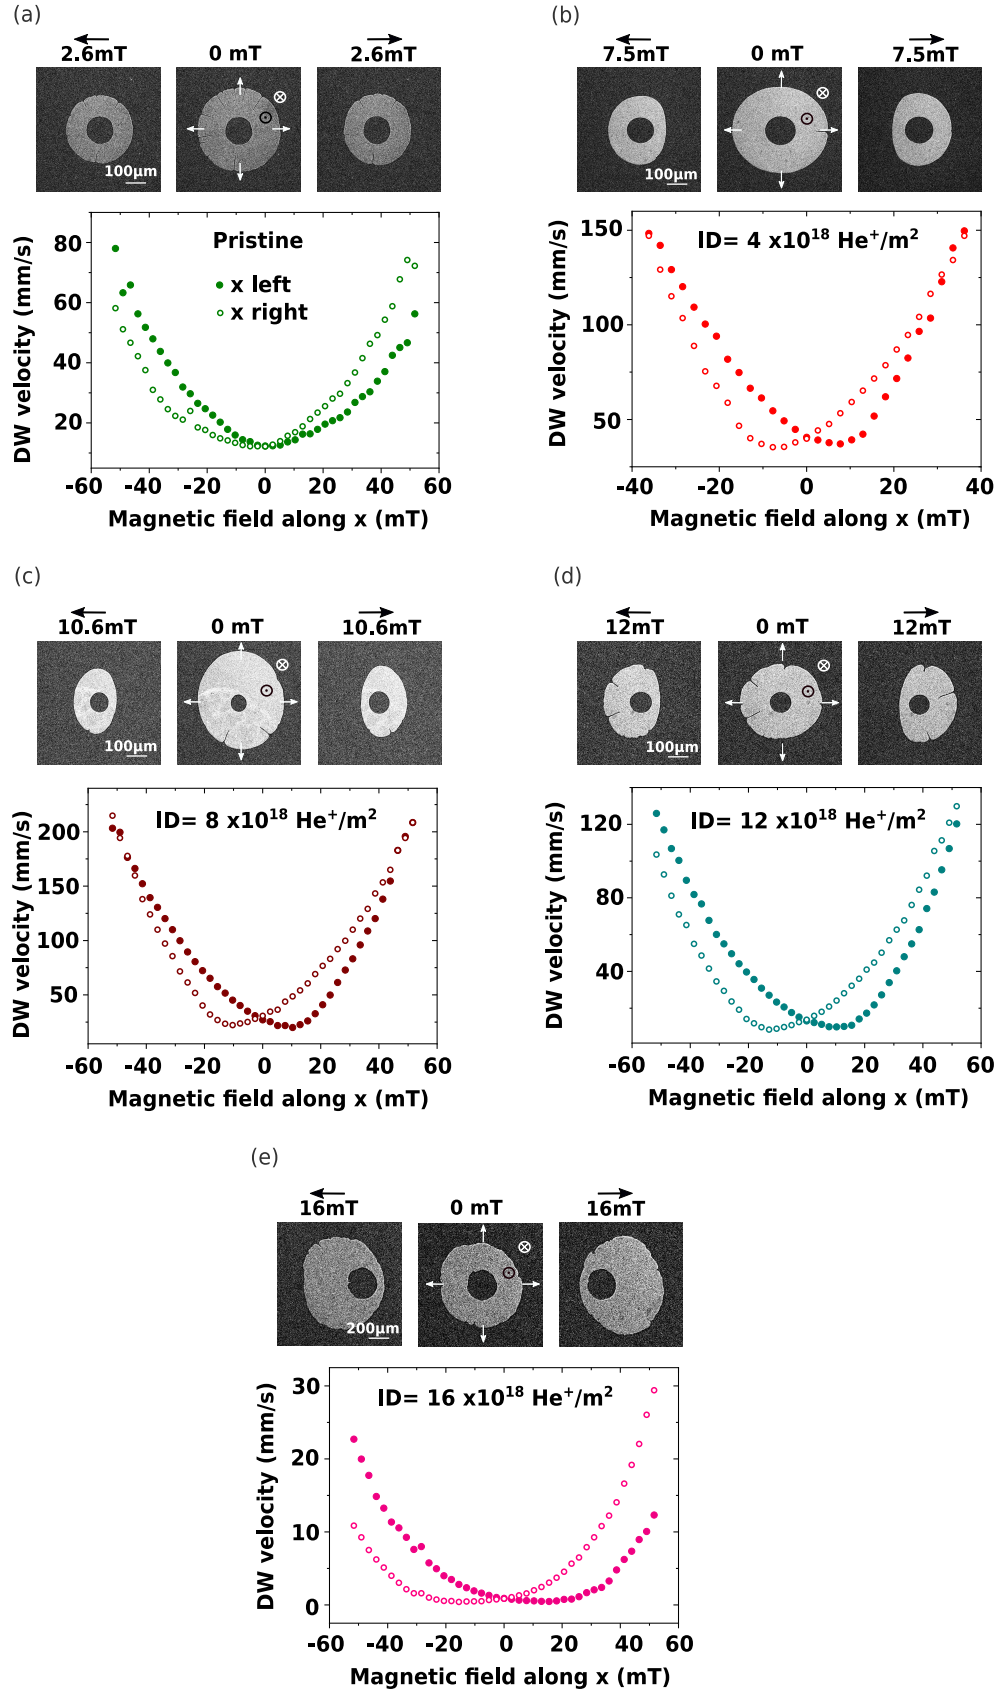 (a)
2.6mT 0 mT 2.6mT
100μm
DW velocity (mm/s)
80
60
40
20
Pristine
x left
x right
-60 -40 -20 0 20 40 60
Magnetic field along x (mT)
(b)
7.5mT 0 mT 7.5mT
100μm
DW velocity (mm/s)
150
100
50
ID= 4 x10¹⁸ He⁺/m²
-40 -20 0 20 40
Magnetic field along x (mT)
(c)
10.6mT 0 mT 10.6mT
100μm
DW velocity (mm/s)
200
150
100
50
ID= 8 x10¹⁸ He⁺/m²
-60 -40 -20 0 20 40 60
Magnetic field along x (mT)
(d)
12mT 0 mT 12mT
100μm
DW velocity (mm/s)
120
80
40
ID= 12 x10¹⁸ He⁺/m²
-60 -40 -20 0 20 40 60
Magnetic field along x (mT)
(e)
16mT 0 mT 16mT
200μm
DW velocity (mm/s)
30
20
10
0
ID= 16 x10¹⁸ He⁺/m²
-60 -40 -20 0 20 40 60
Magnetic field along x (mT)